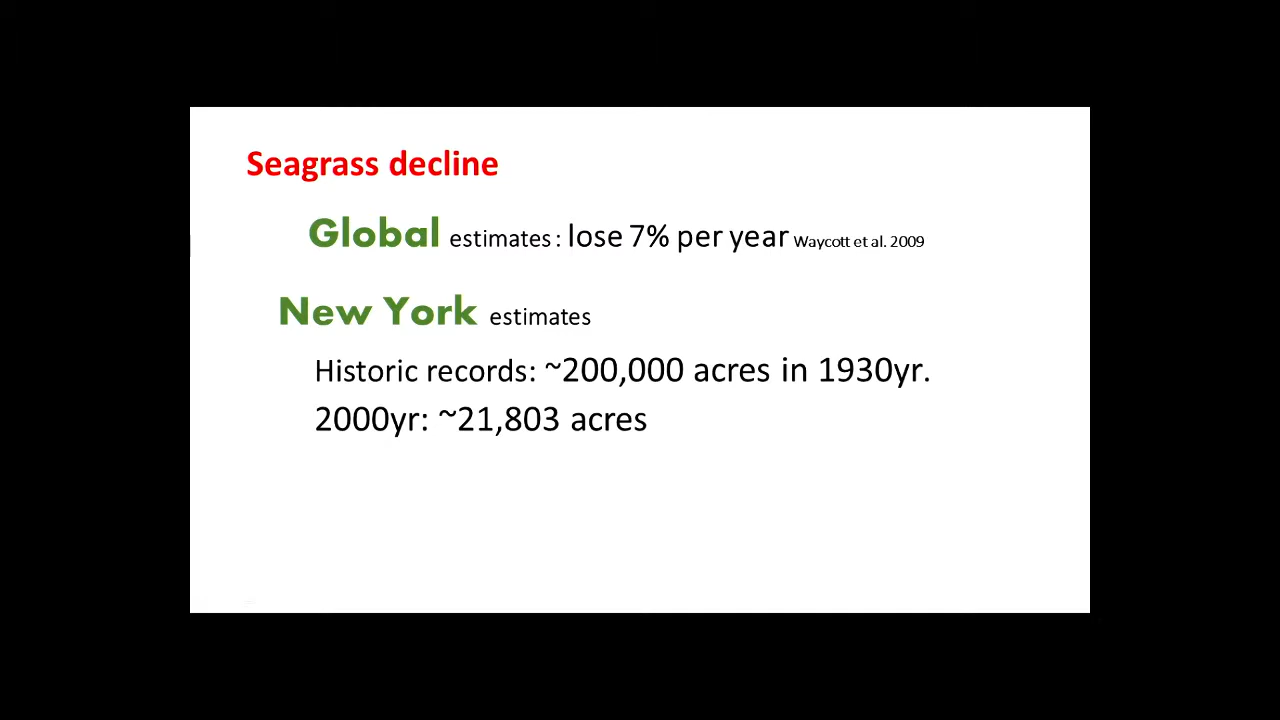 Seagrass decline
Global estimates: lose 7% per year Waycott et al. 2009
New York estimates
Historic records: ~200,000 acres in 1930yr.
2000yr: ~21,803 acres